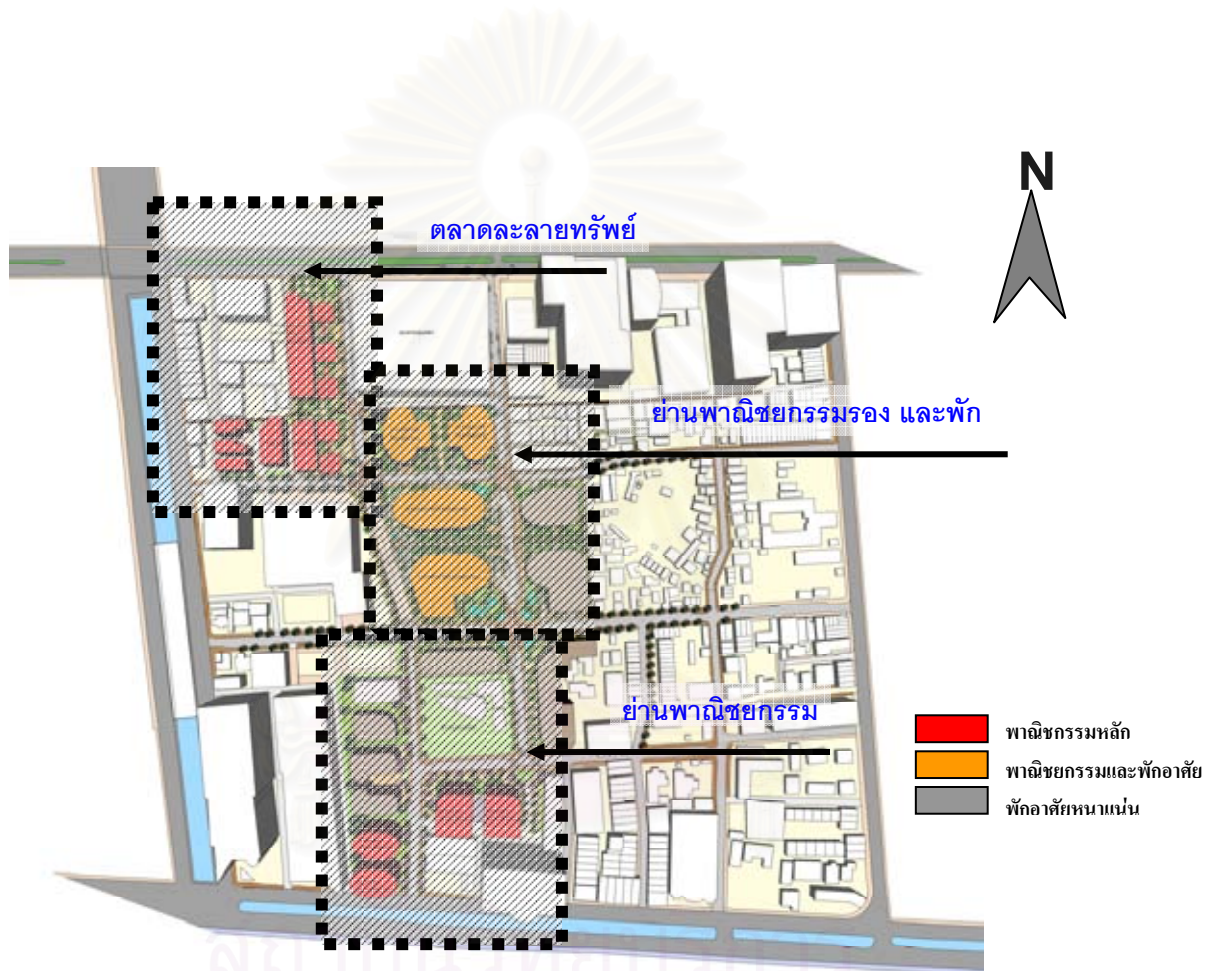 N
ตลาดละลายทรัพย์
ย่านพาณิชยกรรมรอง และพัก
ย่านพาณิชยกรรม
พาณิชกรรมหลัก
พาณิชยกรรมและพักอาศัย
พักอาศัยหนาแน่น